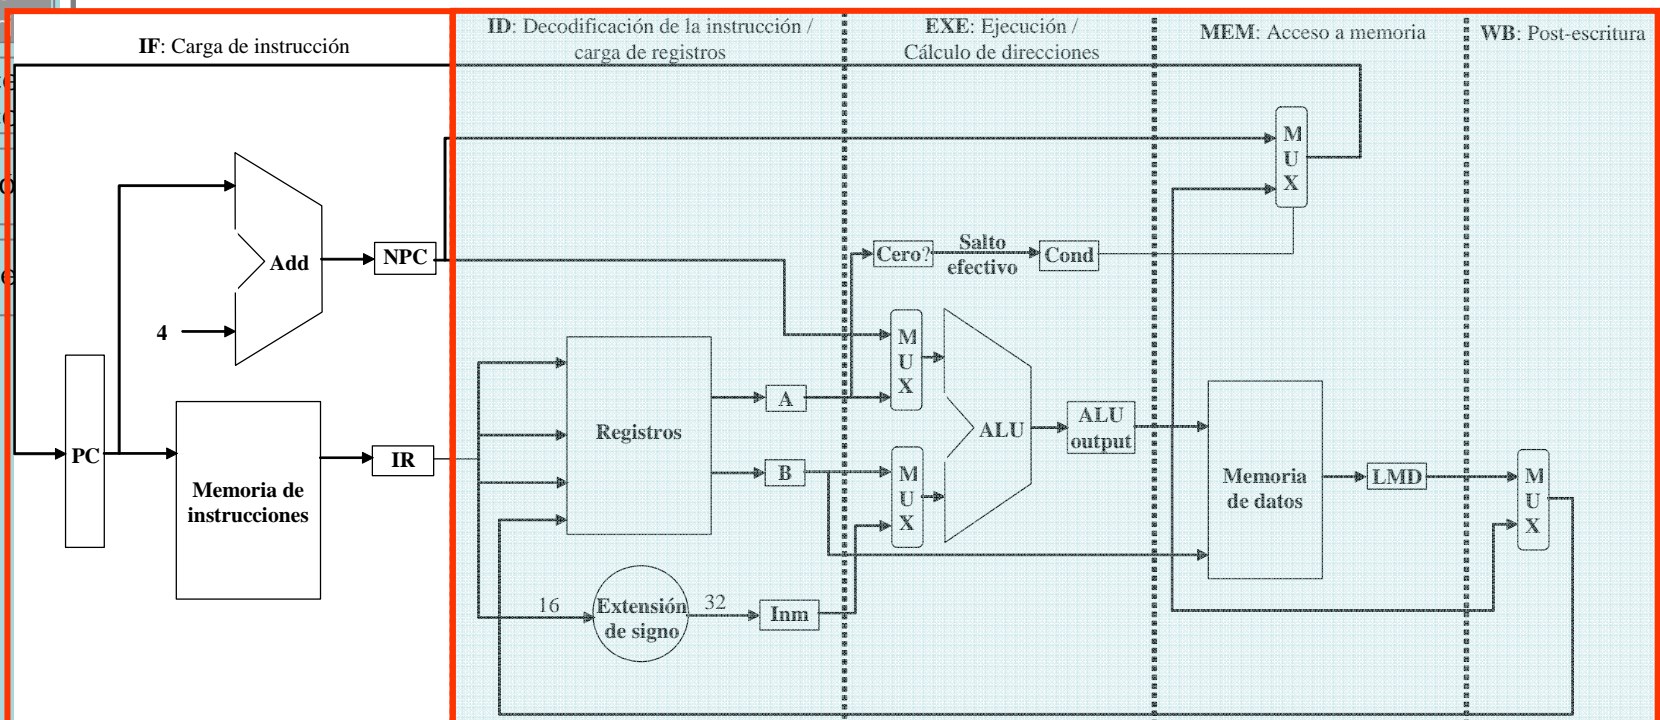 IF: Carga de instrucción
ID: Decodificación de la instrucción /
carga de registros
EXE: Ejecución /
Cálculo de direcciones
MEM: Acceso a memoria
WB: Post-escritura
M
U
X
Add
NPC
4
Cero?
Salto
efectivo
Cond
M
U
X
PC
Memoria de
instrucciones
IR
Registros
A
B
M
U
X
ALU
ALU
output
Memoria
de datos
LMD
M
U
X
16
Extensión
de signo
32
Inm